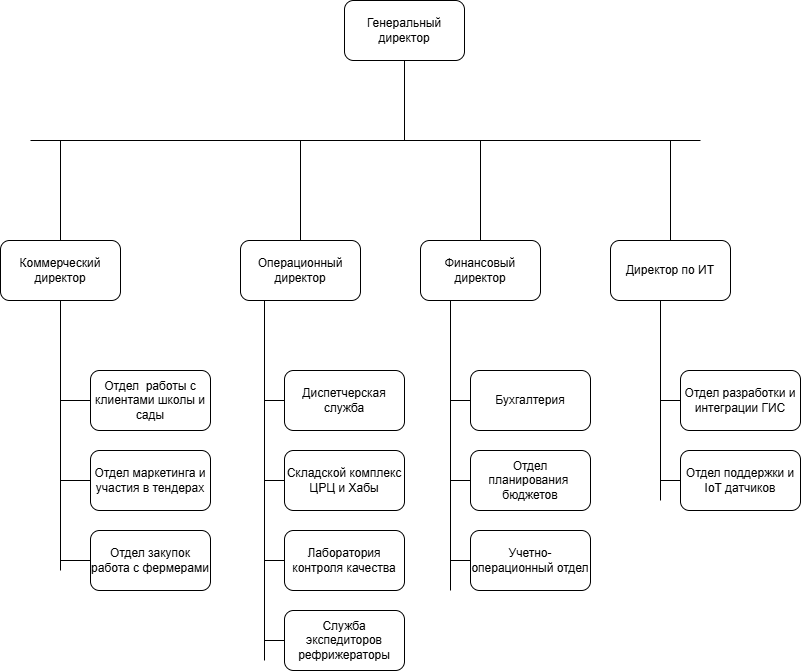 Генеральный
директор
Коммерческий
директор
Операционный
директор
Финансовый
директор
Директор по ИТ
Отдел работы с
клиентами школы и
сады
Отдел маркетинга и
участия в тендерах
Отдел закупок
работа с фермерами
Диспетчерская
служба
Складской комплекс
ЦРЦ и Хабы
Лаборатория
контроля качества
Служба
экспедиторов
рефрижераторы
Бухгалтерия
Отдел
планирования
бюджетов
Учетно-
операционный отдел
Отдел разработки и
интеграции ГИС
Отдел поддержки и
IoT датчиков